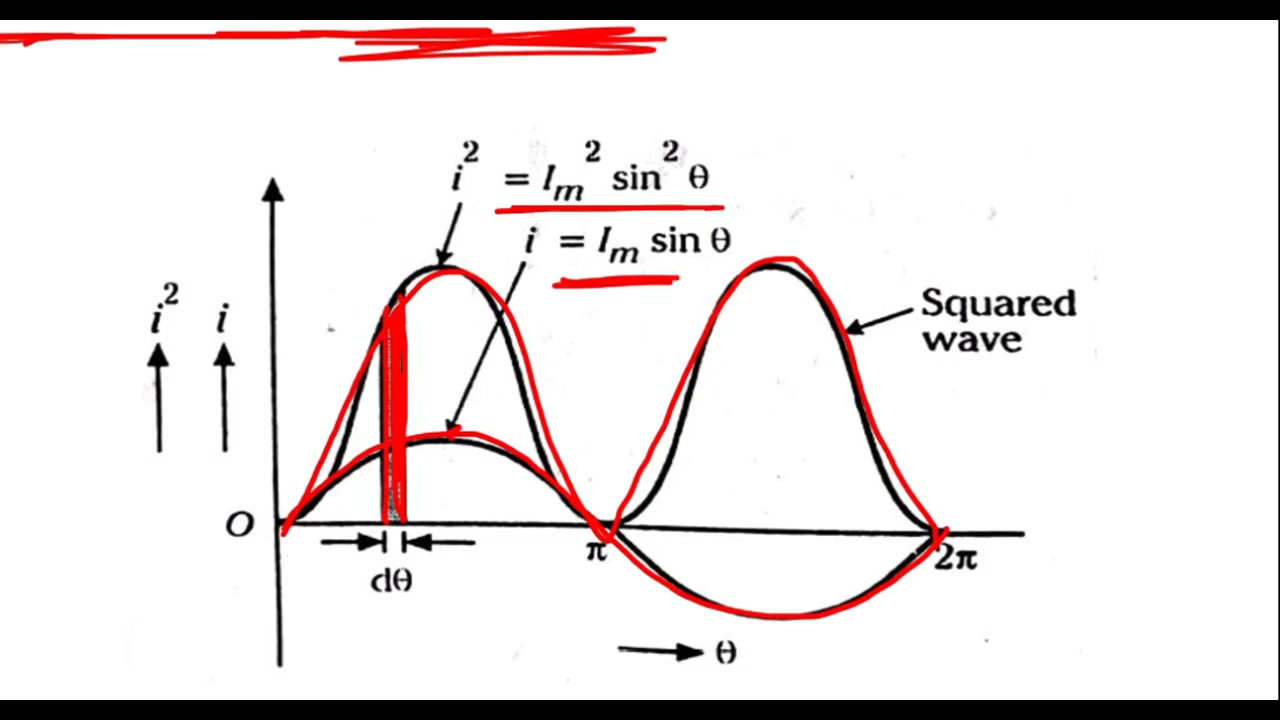 i² = Iₘ² sin² θ
i = Iₘ sin θ
i² i
Squared
wave
O
π
2π
dθ
θ